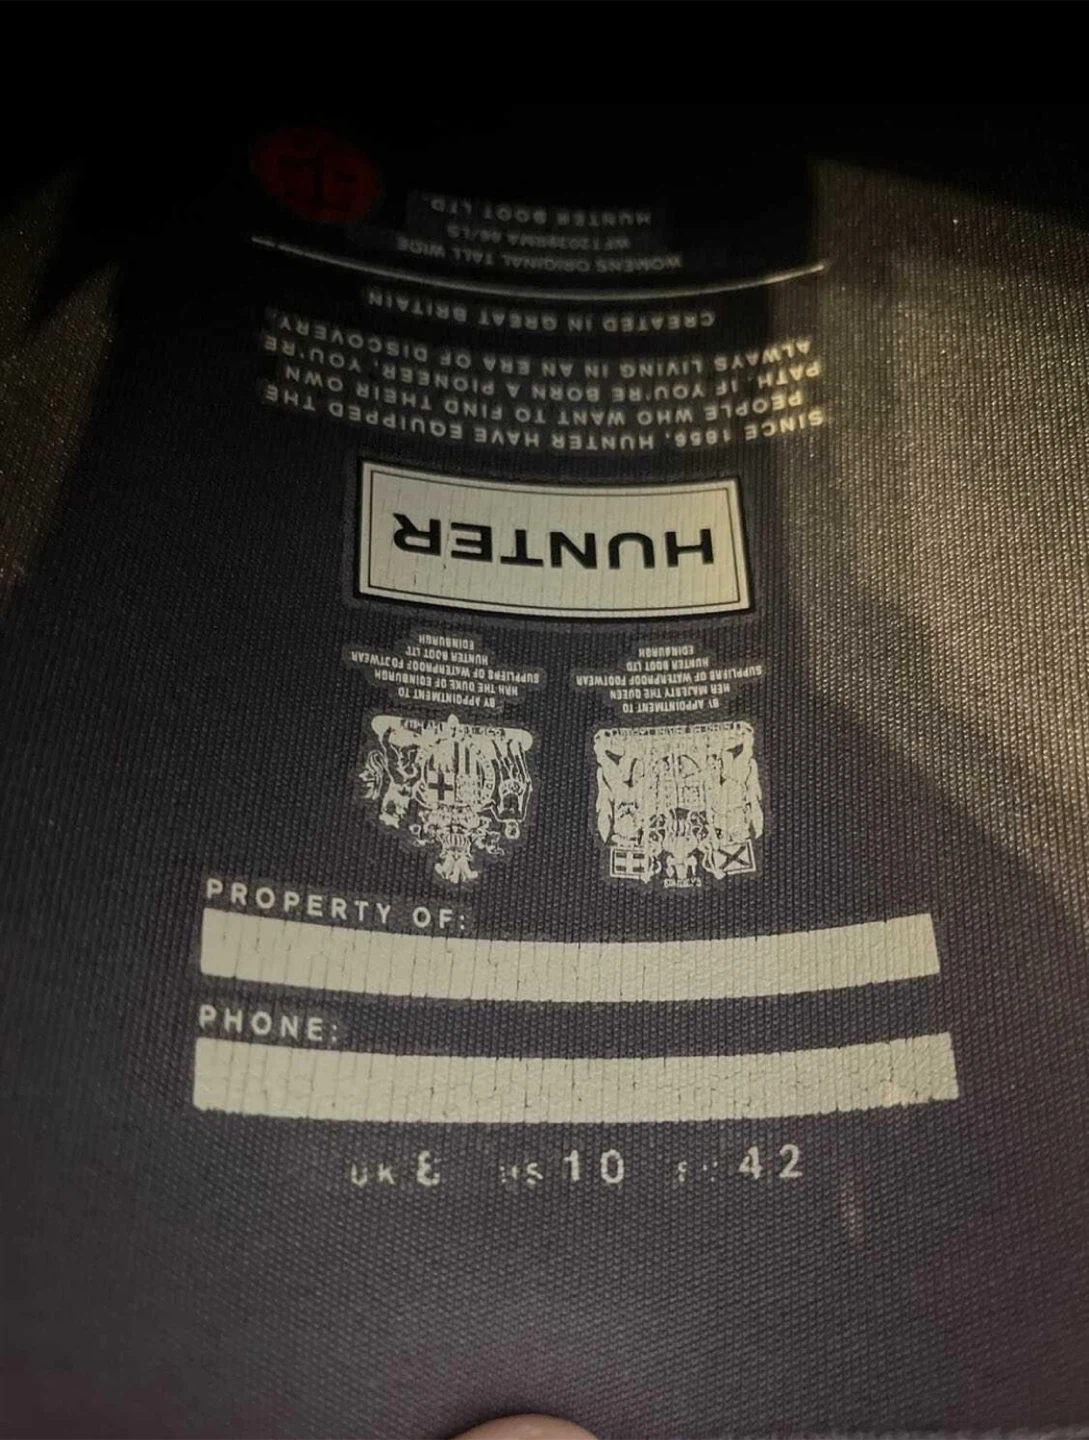 PROPERTY OF:
PHONE:
UK 8 US 10 42
BY APPOINTMENT TO
HER MAJESTY THE QUEEN
SUPPLIERS OF WATERPROOF FOOTWEAR
HUNTER BOOT LTD
EDINBURGH
BY APPOINTMENT TO
HRH THE DUKE OF EDINBURGH
SUPPLIERS OF WATERPROOF FOOTWEAR
HUNTER BOOT LTD
EDINBURGH
HUNTER
SINCE 1856, HUNTER HAVE EQUIPPED THE
PEOPLE WHO WANT TO FIND THEIR OWN
PATH. IF YOU'RE BORN A PIONEER, YOU'RE
ALWAYS LIVING IN AN ERA OF DISCOVERY.
CREATED IN GREAT BRITAIN
WOMENS ORIGINAL TALL WIDE
HUNTER BOOT LTD.